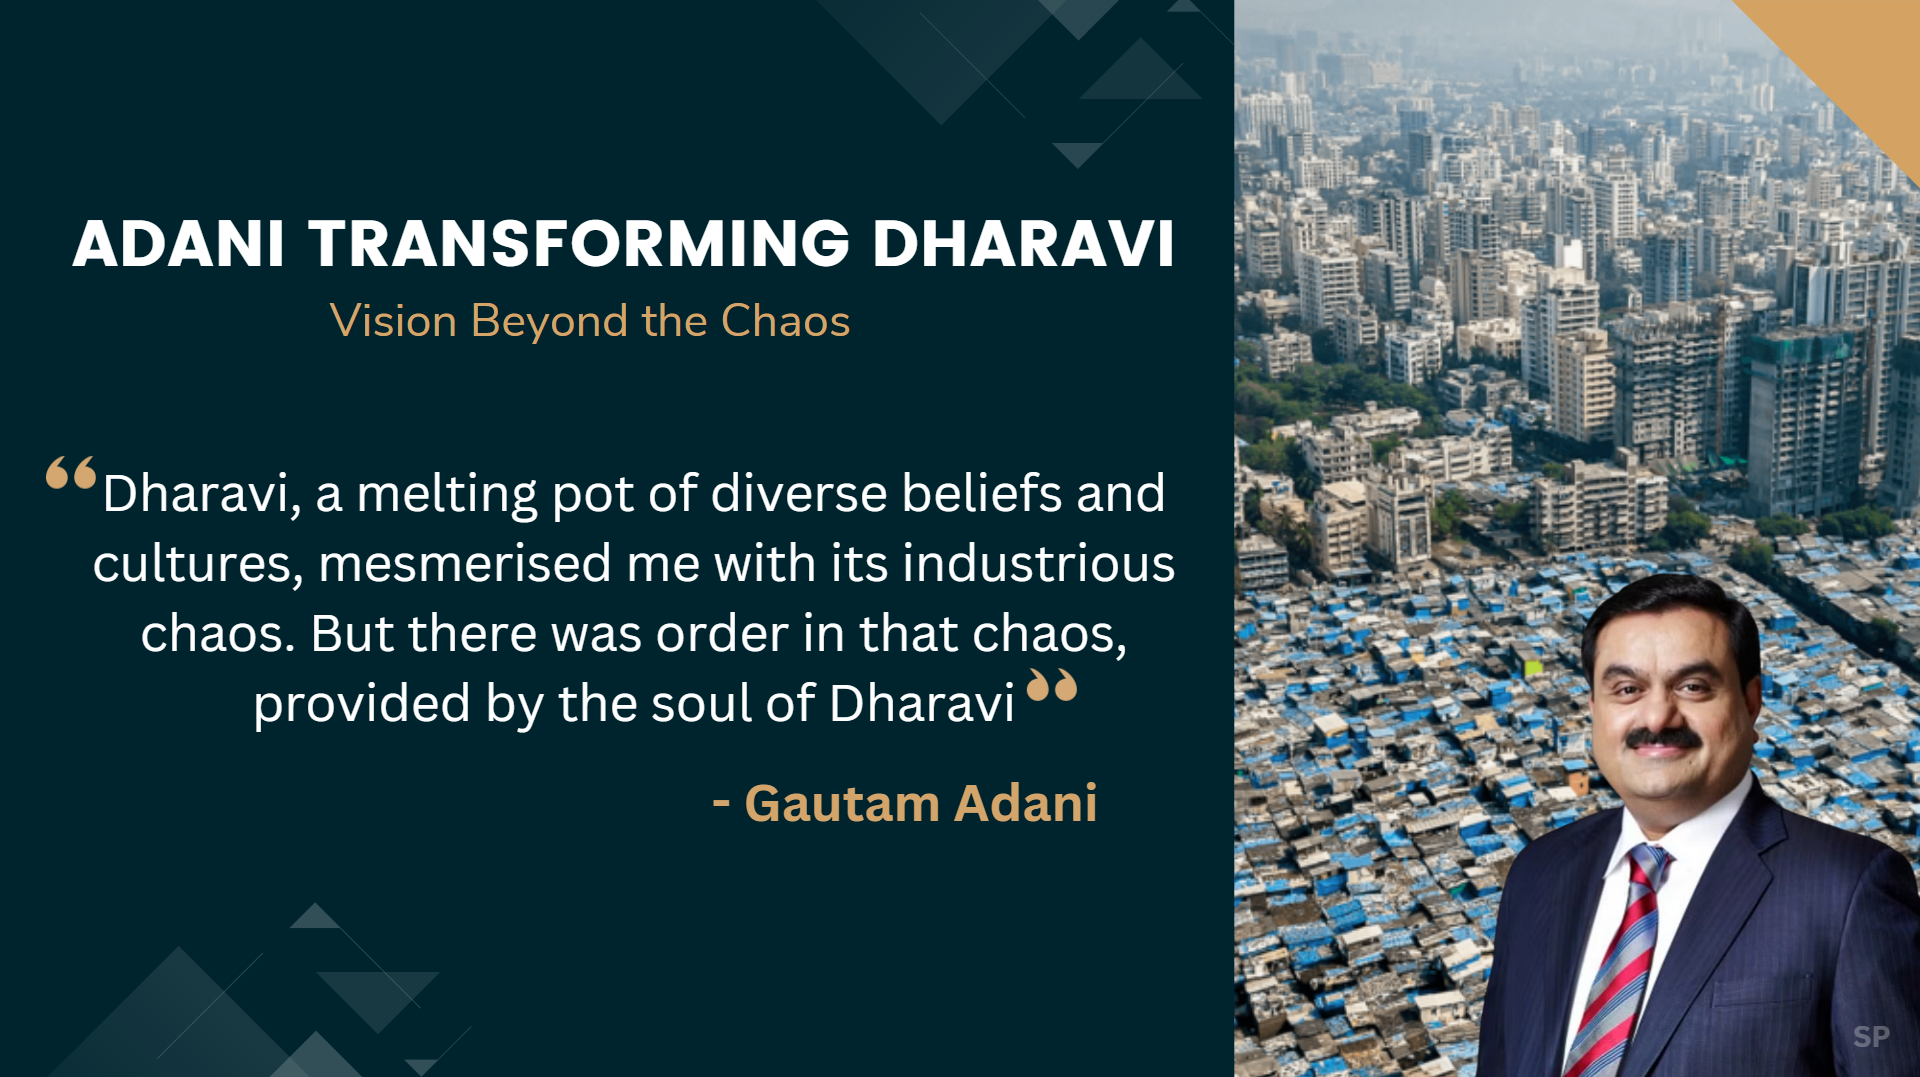 ADANI TRANSFORMING DHARAVI
Vision Beyond the Chaos
“Dharavi, a melting pot of diverse beliefs and
cultures, mesmerised me with its industrious
chaos. But there was order in that chaos,
provided by the soul of Dharavi”
- Gautam Adani
SP